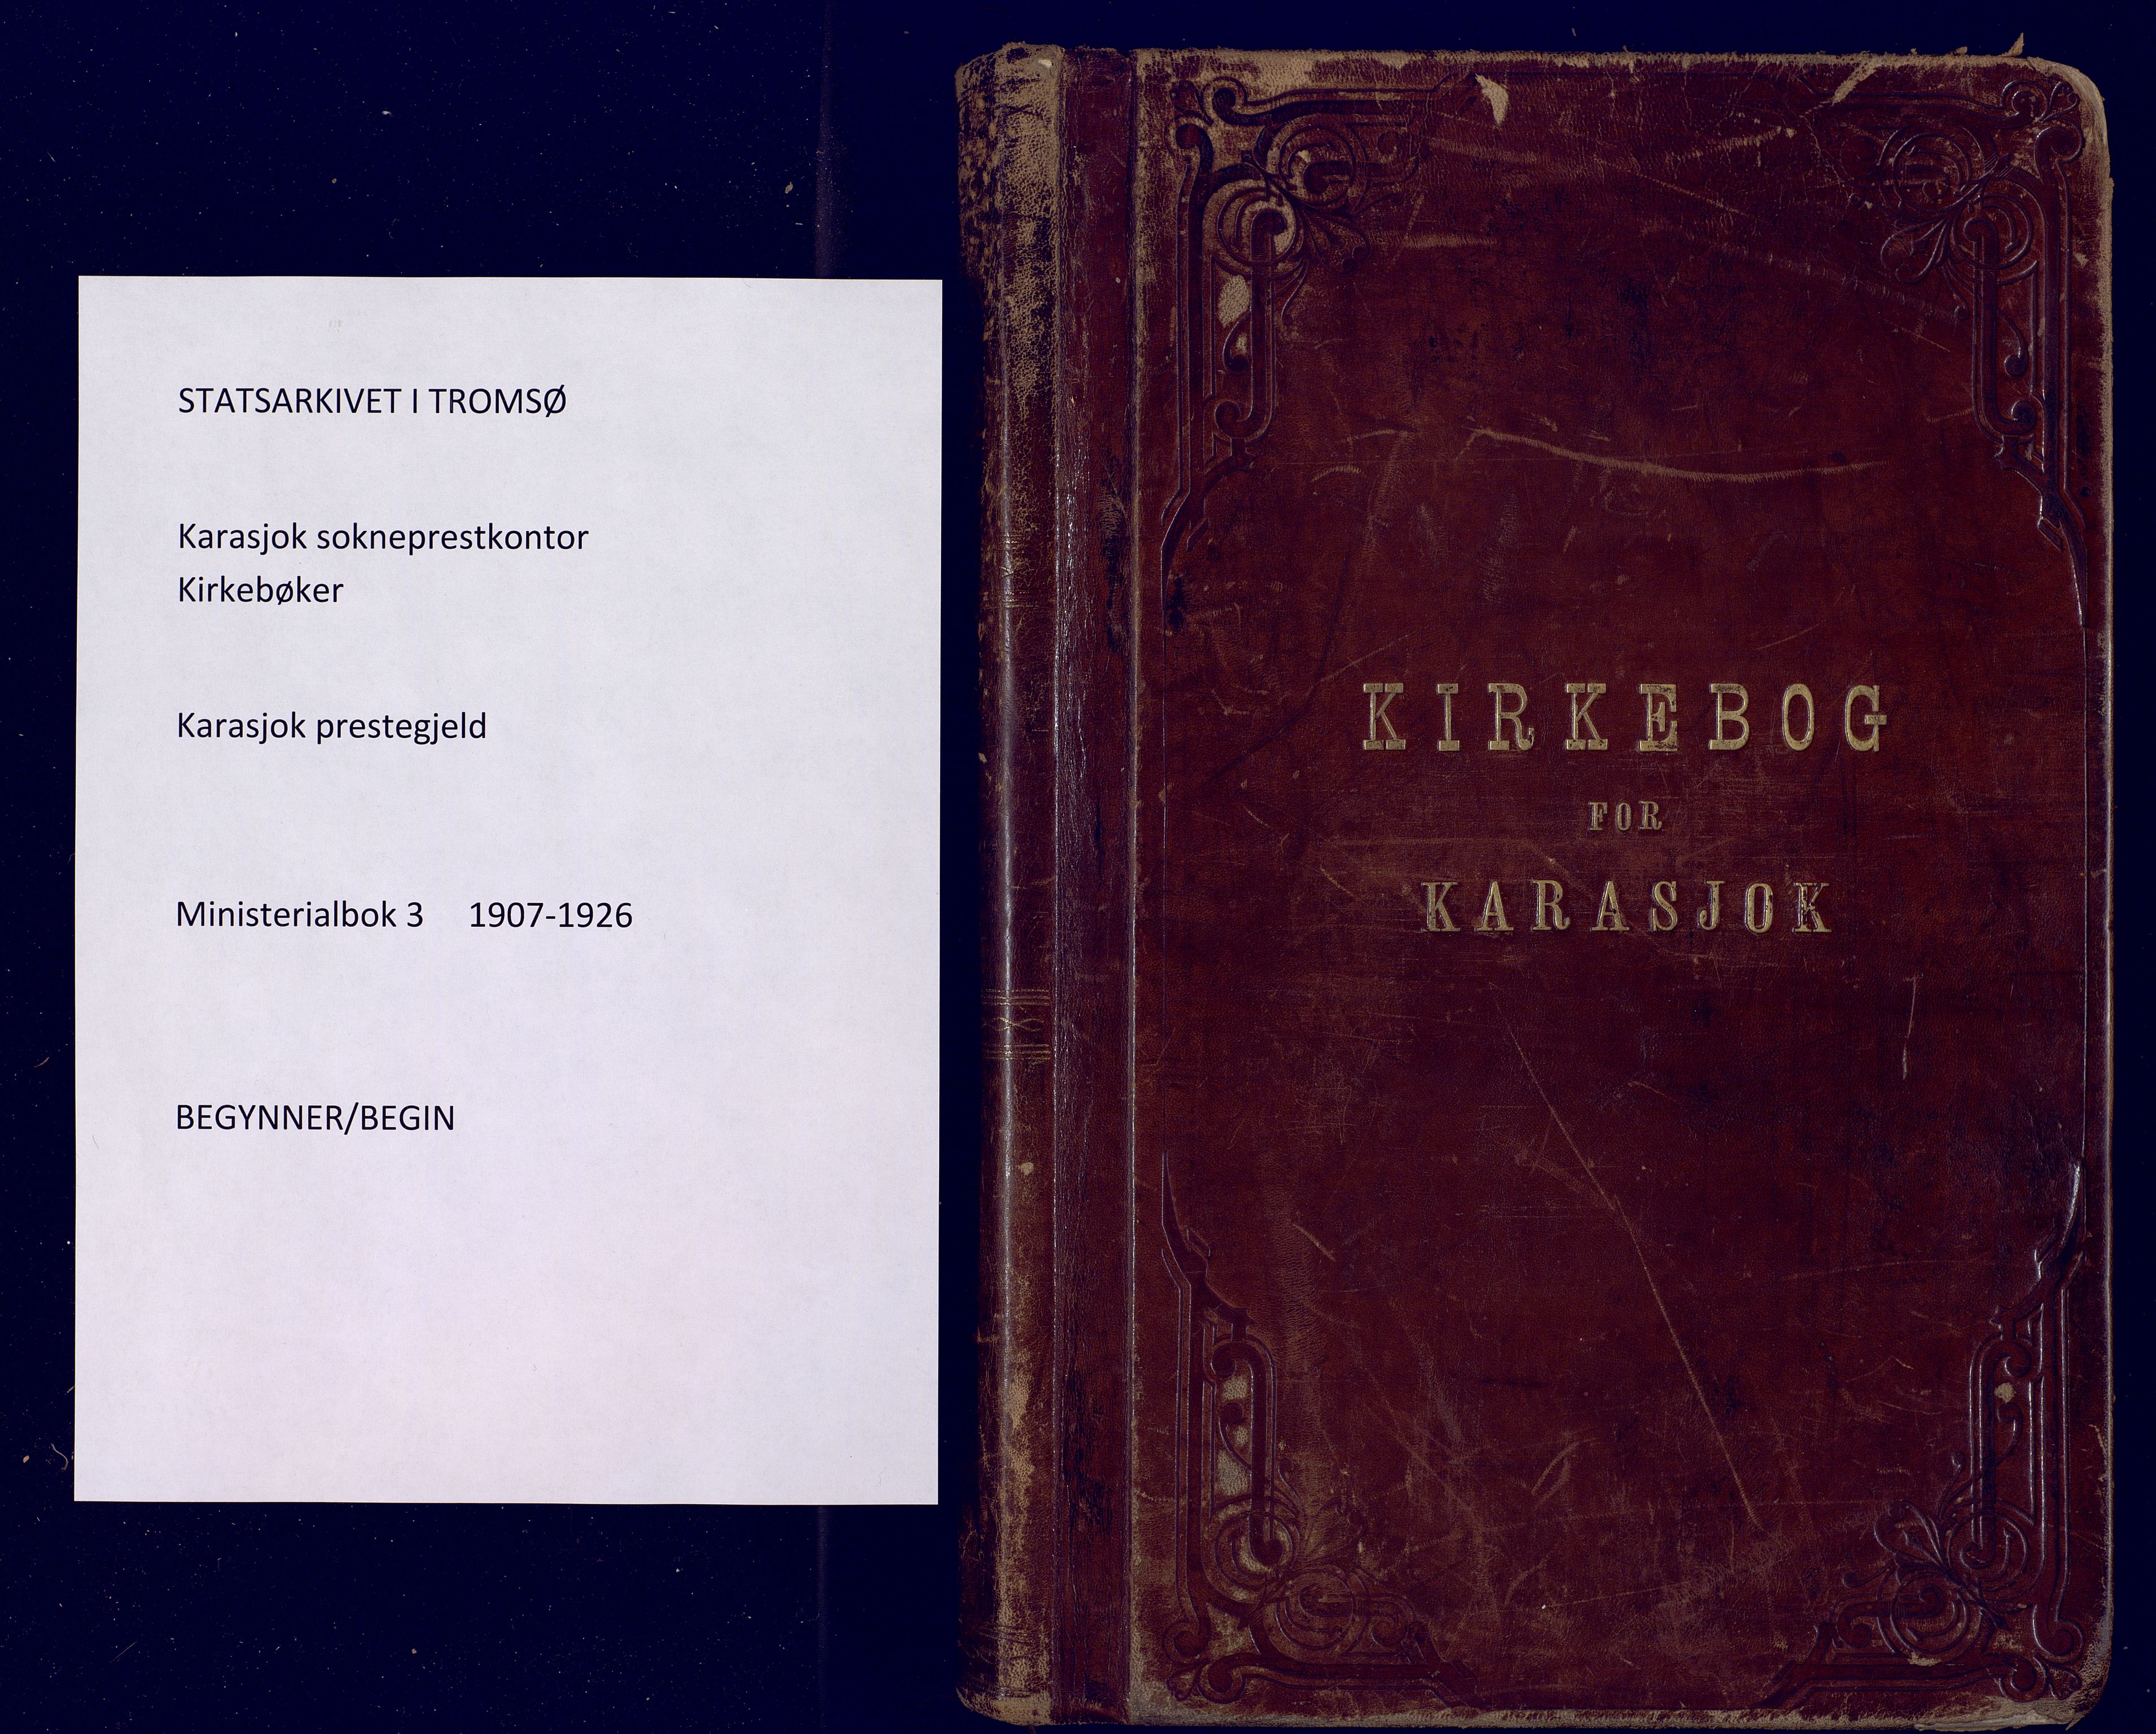 STATSARKIVET I TROMSØ
Karasjok sokneprestkontor
Kirkebøker
Karasjok prestegjeld
Ministerialbok 3 1907-1926
BEGYNNER/BEGIN
KIRKEBOG
FOR
KARASJOK